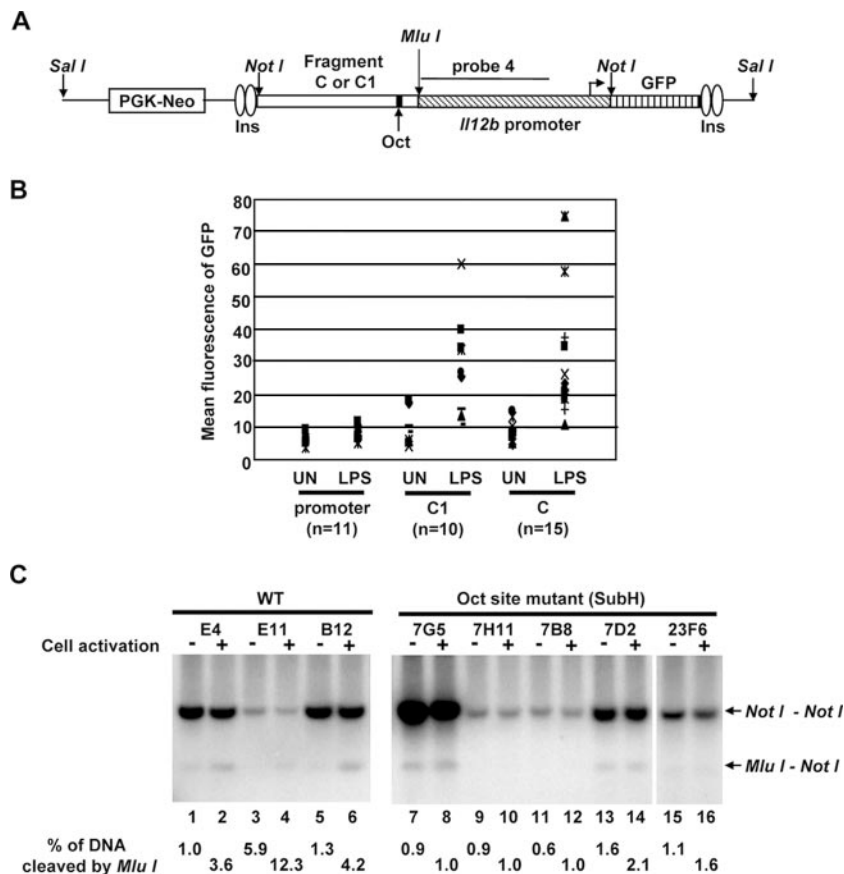 A
Sal I
Not I
Fragment
C or C1
Mlu I
probe 4
Not I
GFP
Sal I
PGK-Neo
Ins
Oct
Il12b promoter
Ins
B
Mean fluorescence of GFP
80
70
60
50
40
30
20
10
0
UN LPS UN LPS UN LPS
promoter C1 C
(n=11) (n=10) (n=15)
C
WT Oct site mutant (SubH)
E4 E11 B12 7G5 7H11 7B8 7D2 23F6
Cell activation - + - + - + - + - + - + - + - +
Not I - Not I
Mlu I - Not I
1 2 3 4 5 6 7 8 9 10 11 12 13 14 15 16
% of DNA 1.0 5.9 1.3 0.9 0.9 0.6 1.6 1.1
cleaved by Mlu I 3.6 12.3 4.2 1.0 1.0 1.0 2.1 1.6